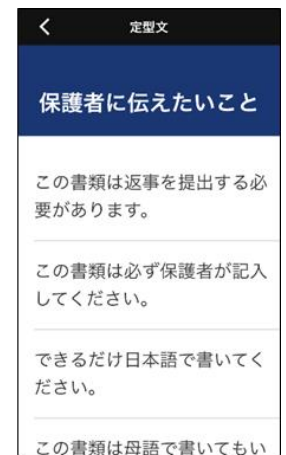 定型文
保護者に伝えたいこと
この書類は返事を提出する必
要があります。
この書類は必ず保護者が記入
してください。
できるだけ日本語で書いてく
ださい。
この書類は母語で書いてもい